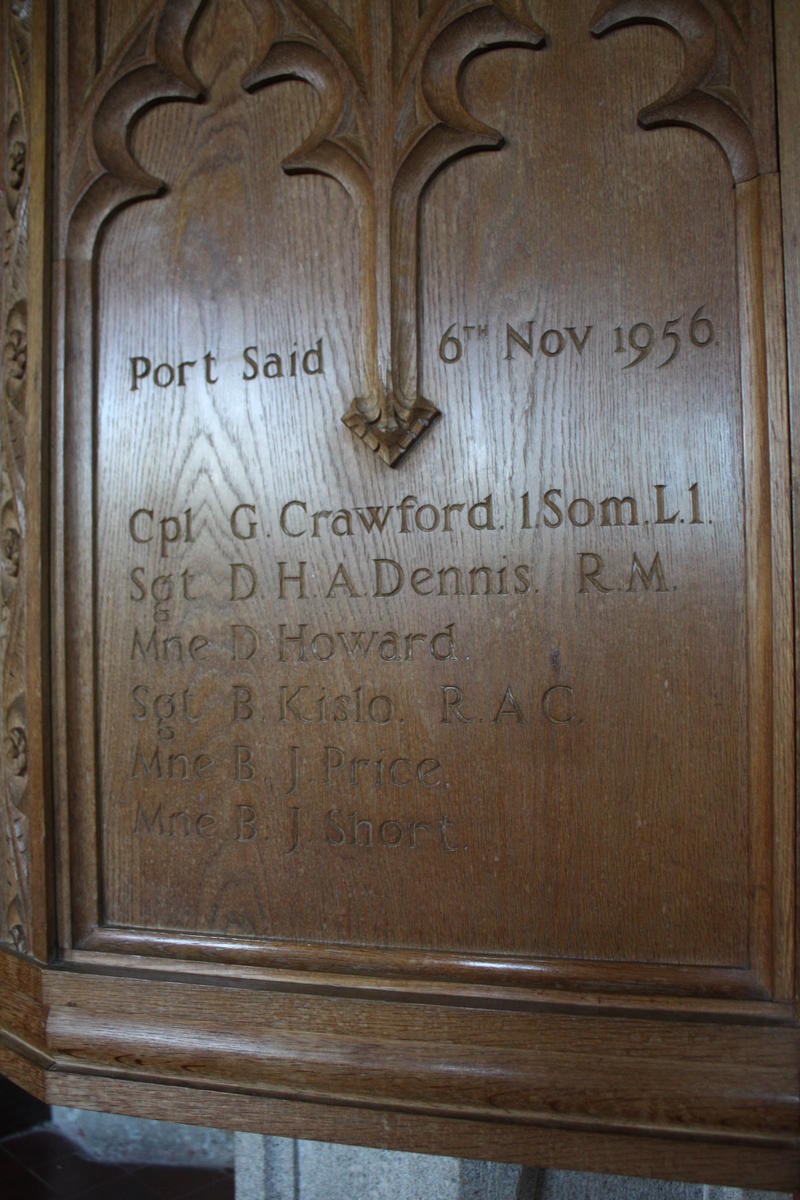 Port Said 6TH Nov 1956.
Cpl G. Crawford. 1.Som.L.1.
Sgt D. H. A. Dennis. R.M.
Mne D. Howard.
Sgt B. Kislo. R.A.C.
Mne B. J. Price.
Mne B. J. Short.